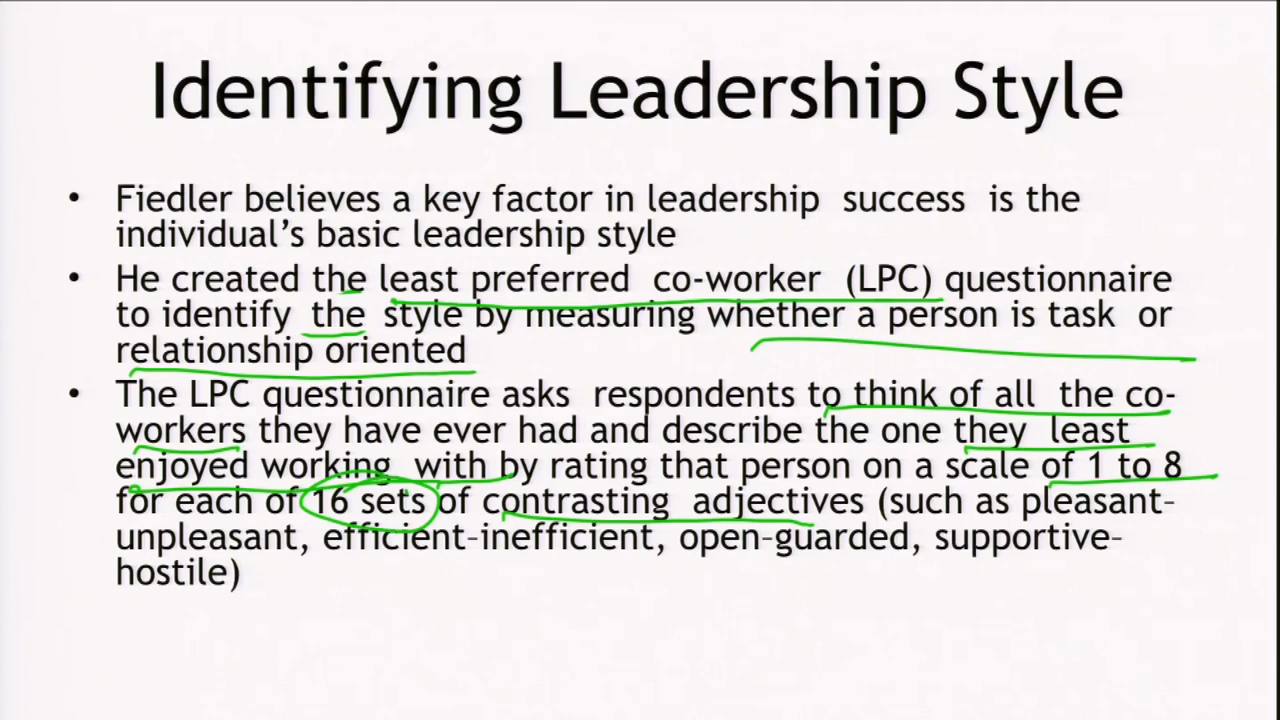 Identifying Leadership Style
• Fiedler believes a key factor in leadership success is the
individual's basic leadership style
• He created the least preferred co-worker (LPC) questionnaire
to identify the style by measuring whether a person is task or
relationship oriented
• The LPC questionnaire asks respondents to think of all the co-
workers they have ever had and describe the one they least
enjoyed working with by rating that person on a scale of 1 to 8
for each of 16 sets of contrasting adjectives (such as pleasant-
unpleasant, efficient-inefficient, open-guarded, supportive-
hostile)